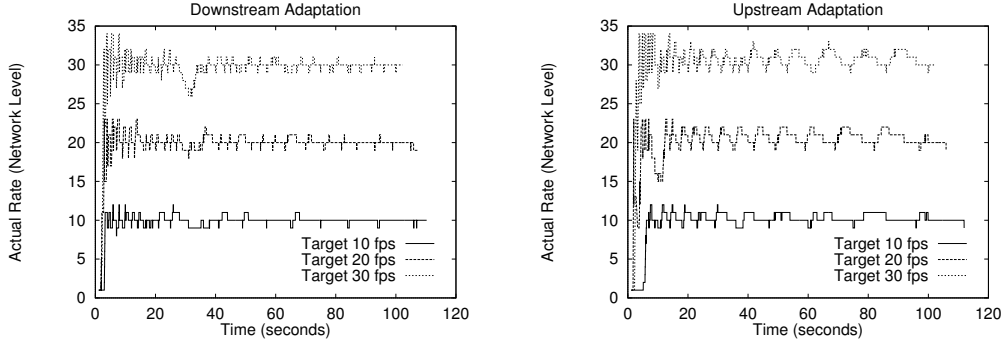 Downstream Adaptation
Actual Rate (Network Level)
35
30
25
20
15
10
5
0
Target 10 fps
Target 20 fps
Target 30 fps
0 20 40 60 80 100 120
Time (seconds)
Upstream Adaptation
Actual Rate (Network Level)
35
30
25
20
15
10
5
0
Target 10 fps
Target 20 fps
Target 30 fps
0 20 40 60 80 100 120
Time (seconds)